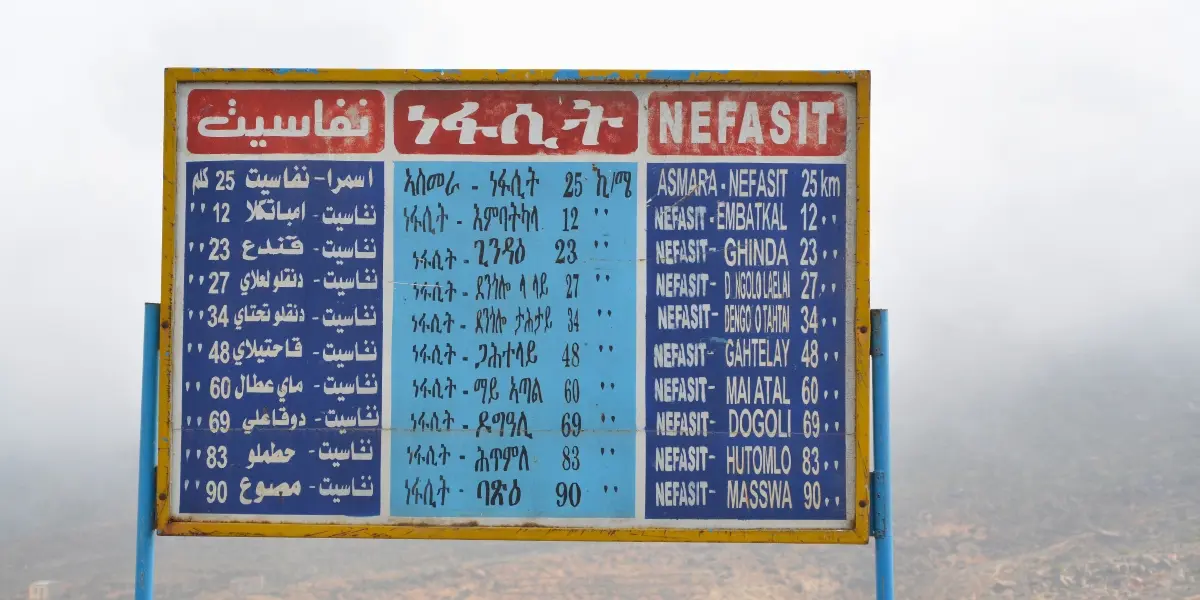 نفاسيت
اسمرا - نفاسيت 25 كلم
نفاسيت - امباتكلا 12 ״
نفاسيت - قندع 23 ״
نفاسيت - دنقلو لعلاي 27 ״
نفاسيت - دنقلو تحتاي 34 ״
نفاسيت - قاحتيلاي 48 ״
نفاسيت - ماي عطال 60 ״
نفاسيت - دوقاعلي 69 ״
نفاسيت - حطملو 83 ״
نفاسيت - مصوع 90 ״
ነፋሲት
ኣስመራ - ነፋሲት 25 ኪ/ሜ
ነፋሲት - እምባትካላ 12 ''
ነፋሲት - ጊንዳዕ 23 ''
ነፋሲት - ደንጎሎ ላ ላይ 27 ''
ነፋሲት - ደንጎሎ ታሕታይ 34 ''
ነፋሲት - ጋሕተላይ 48 ''
ነፋሲት - ማይ ኣጣል 60 ''
ነፋሲት - ዶግዓሊ 69 ''
ነፋሲት - ሕጥምሎ 83 ''
ነፋሲት - ባጽዕ 90 ''
NEFASIT
ASMARA - NEFASIT 25 km
NEFASIT - EMBATKAL 12 ''
NEFASIT - GHINDA 23 ''
NEFASIT - D NGOLO LAELAI 27 ''
NEFASIT - DENGO O TAHTAI 34 ''
NEFASIT - GAHTELAY 48 ''
NEFASIT - MAI ATAL 60 ''
NEFASIT - DOGOLI 69 ''
NEFASIT - HUTOMLO 83 ''
NEFASIT - MASSWA 90 ''